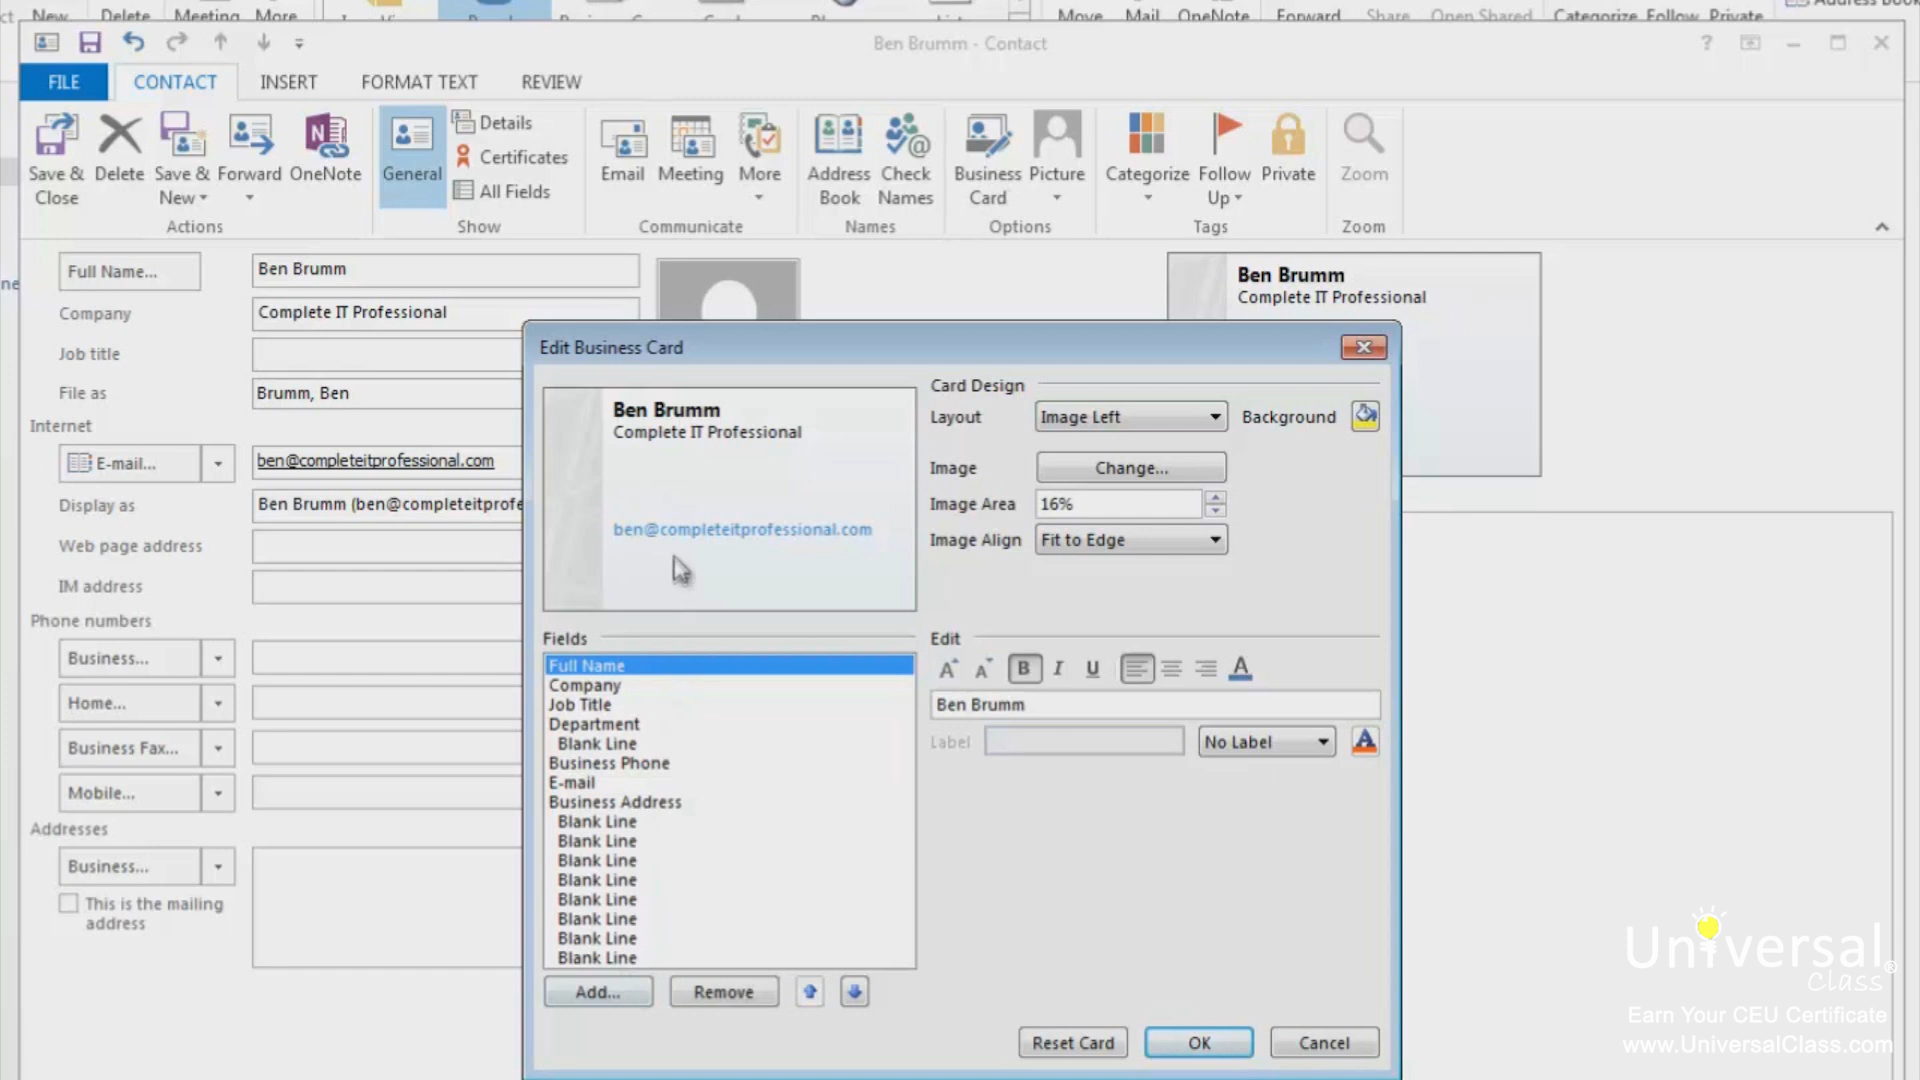 New Delete Meeting More
Move Mail OneNote Forward Share Open Shared Categorize Follow Private Address Book
Ben Brumm - Contact
FILE CONTACT INSERT FORMAT TEXT REVIEW
Save & Close
Delete
Save & New
Forward
OneNote
General
Details
Certificates
All Fields
Email
Meeting
More
Address Book
Check Names
Business Card
Picture
Categorize
Follow Up
Private
Zoom
Actions Show Communicate Names Options Tags Zoom
Full Name... Ben Brumm
Company Complete IT Professional
Job title
File as Brumm, Ben
Internet
E-mail... ben@completeitprofessional.com
Display as Ben Brumm (ben@completeitprofe
Web page address
IM address
Phone numbers
Business...
Home...
Business Fax...
Mobile...
Addresses
Business...
This is the mailing
address
Ben Brumm
Complete IT Professional
Edit Business Card
Ben Brumm
Complete IT Professional
ben@completeitprofessional.com
Card Design
Layout Image Left Background
Image Change...
Image Area 16%
Image Align Fit to Edge
Fields
Full Name
Company
Job Title
Department
Blank Line
Business Phone
E-mail
Business Address
Blank Line
Blank Line
Blank Line
Blank Line
Blank Line
Blank Line
Blank Line
Blank Line
Add... Remove
Edit
A A B I U A
Ben Brumm
Label No Label A
Reset Card OK Cancel
Universal
Class®
Earn Your CEU Certificate
www.UniversalClass.com